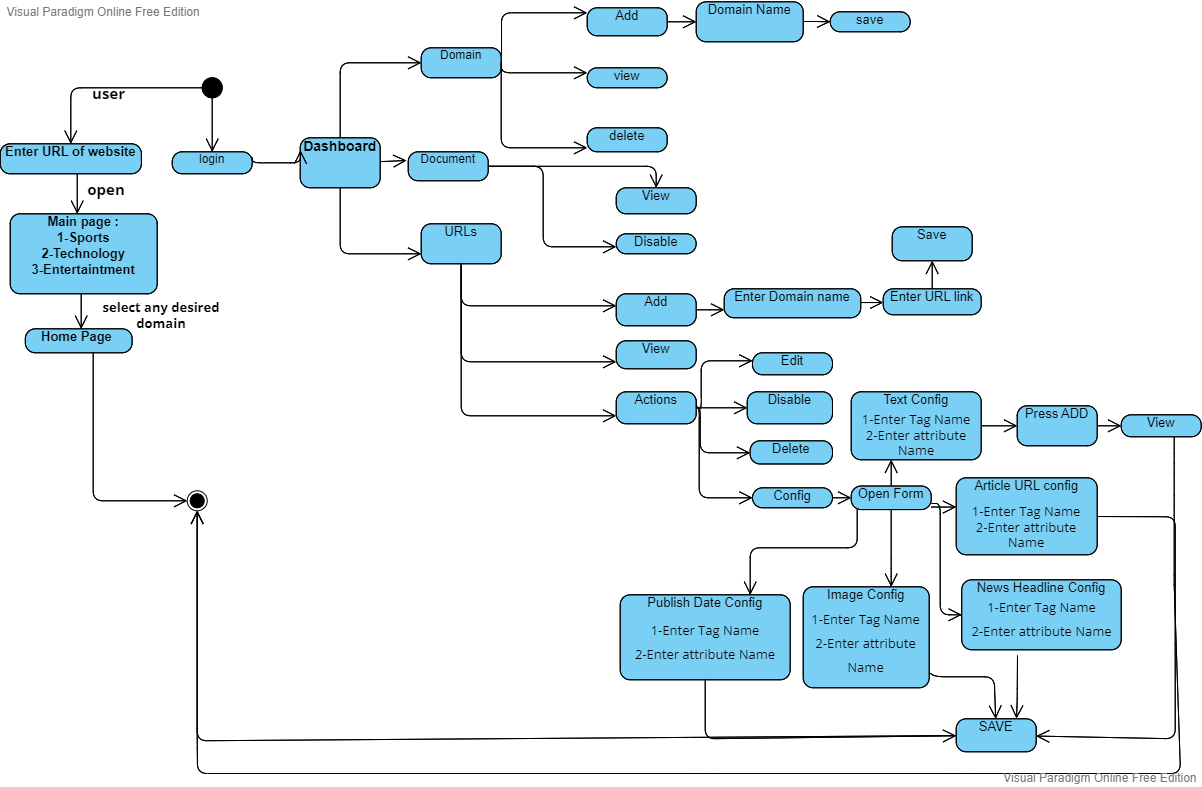 Visual Paradigm Online Free Edition
user
Enter URL of website
open
Main page :
1-Sports
2-Technology
3-Entertaintment
select any desired
domain
Home Page
login
Dashboard
Domain
Add
Domain Name
save
view
delete
Document
View
Disable
URLs
Add
Enter Domain name
Enter URL link
Save
View
Actions
Edit
Disable
Delete
Config
Open Form
Text Config
1-Enter Tag Name
2-Enter attribute
Name
Press ADD
View
Article URL config
1-Enter Tag Name
2-Enter attribute
Name
News Headline Config
1-Enter Tag Name
2-Enter attribute Name
Image Config
1-Enter Tag Name
2-Enter attribute
Name
Publish Date Config
1-Enter Tag Name
2-Enter attribute Name
SAVE
Visual Paradigm Online Free Edition